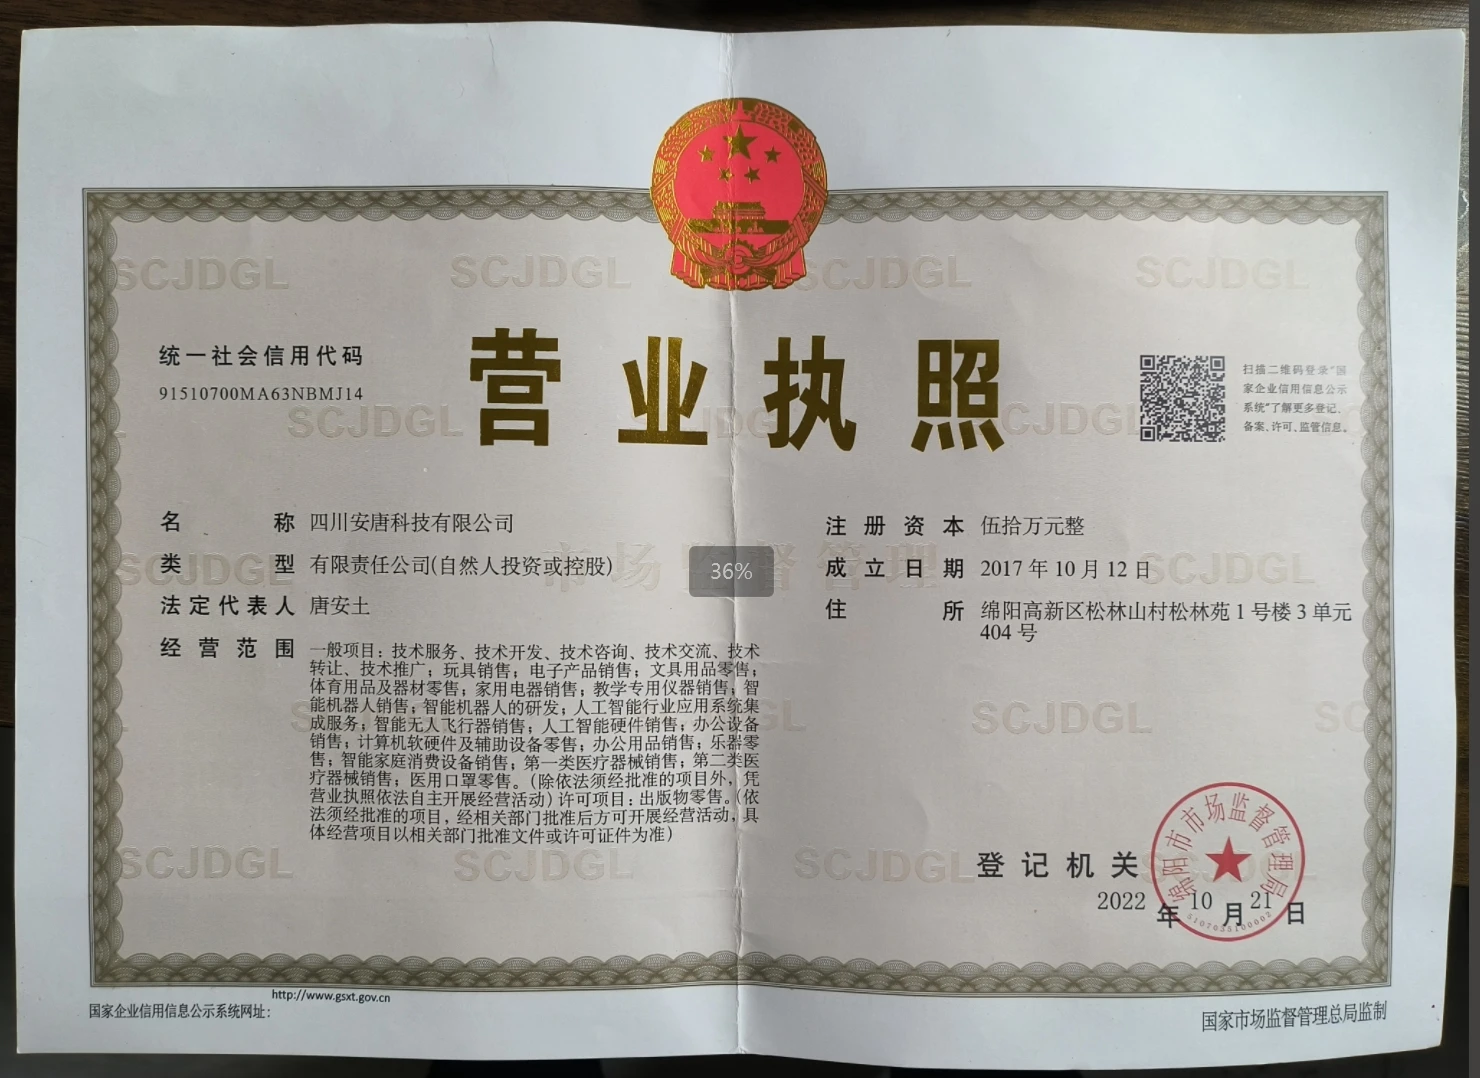 营业执照
统一社会信用代码
91510700MA63NBMJ14
扫描二维码登录“国
家企业信用信息公示
系统”了解更多登记、
备案、许可、监管信息。
名称 四川安唐科技有限公司
类型 有限责任公司(自然人投资或控股)
法定代表人 唐安土
经营范围 一般项目：技术服务、技术开发、技术咨询、技术交流、技术
转让、技术推广；玩具销售；电子产品销售；文具用品零售；
体育用品及器材零售；家用电器销售；教学专用仪器销售；智
能机器人销售；智能机器人的研发；人工智能行业应用系统集
成服务；智能无人飞行器销售；人工智能硬件销售；办公设备
销售；计算机软硬件及辅助设备零售；办公用品销售；乐器零
售；智能家庭消费设备销售；第一类医疗器械销售；第二类医
疗器械销售；医用口罩零售。（除依法须经批准的项目外，凭
营业执照依法自主开展经营活动）许可项目：出版物零售。（依
法须经批准的项目，经相关部门批准后方可开展经营活动，具
体经营项目以相关部门批准文件或许可证件为准）
注册资本 伍拾万元整
成立日期 2017 年 10 月 12 日
住所 绵阳高新区松林山村松林苑 1 号楼 3 单元
404 号
36%
市场监督管理
SCJDGL
登记机关
绵阳市市场监督管理局
5107035100002
2022 年 10 月 21 日
http://www.gsxt.gov.cn
国家企业信用信息公示系统网址：
国家市场监督管理总局监制